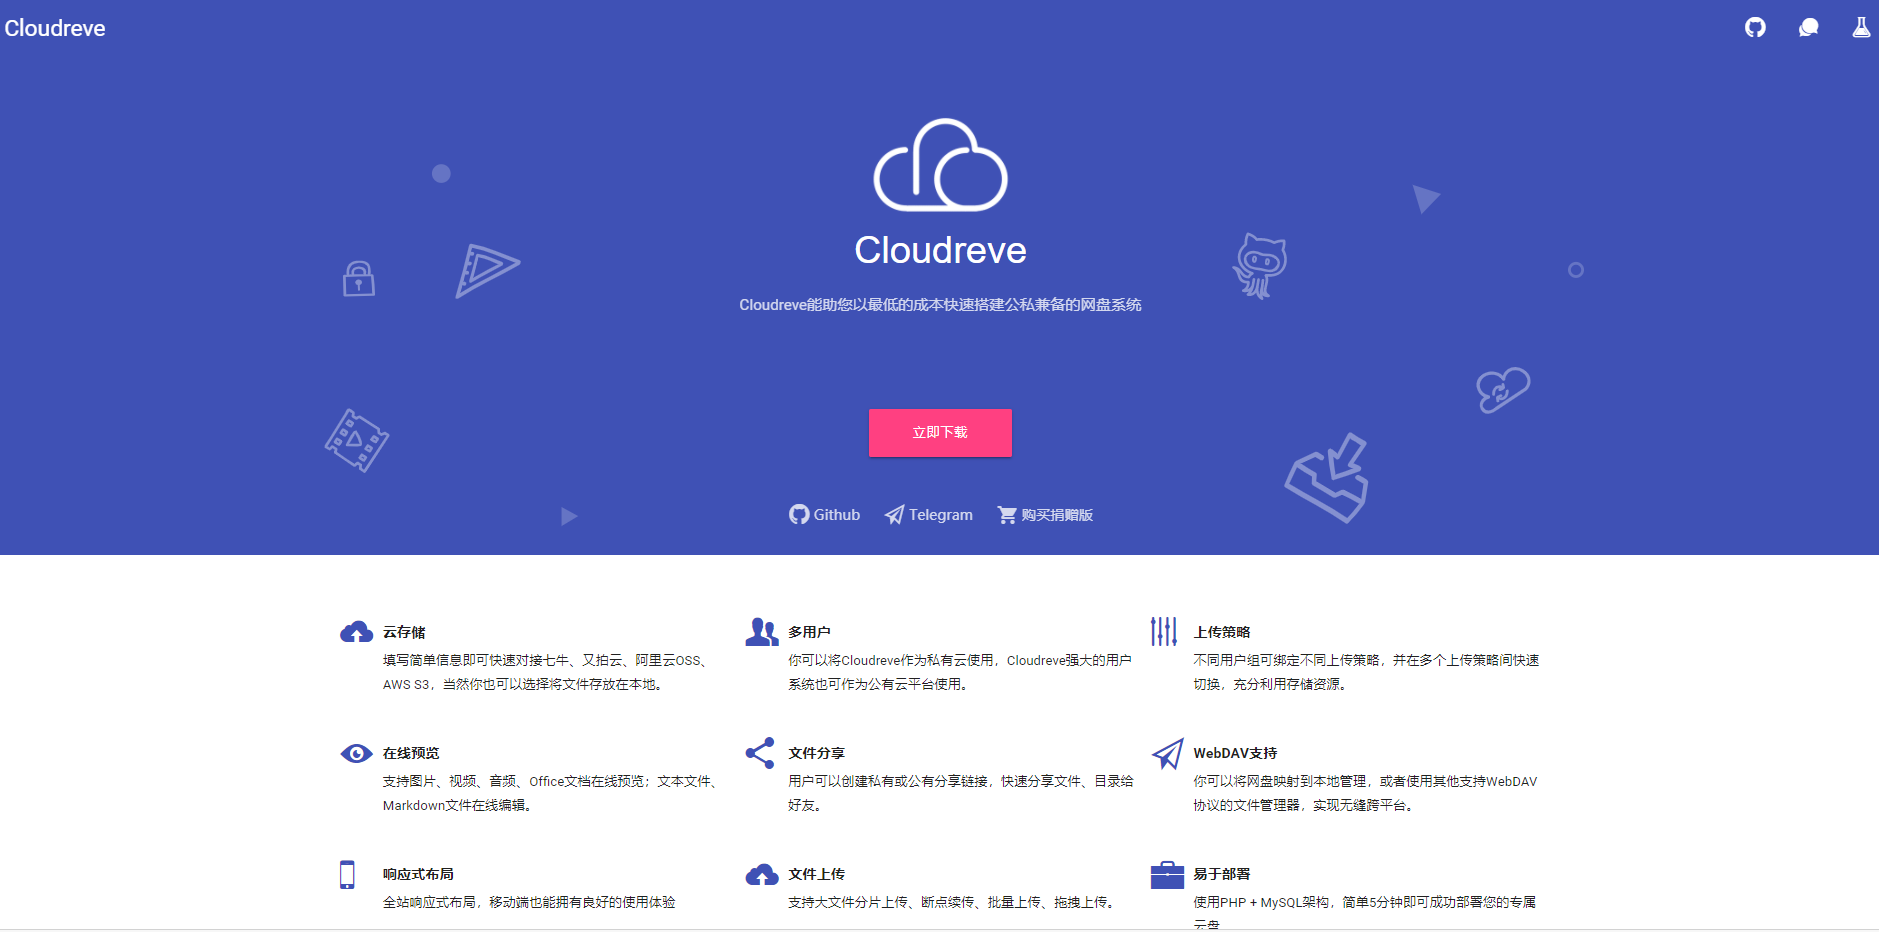 Cloudreve
Cloudreve
Cloudreve能助您以最低的成本快速搭建公私兼备的网盘系统
立即下载
Github Telegram 购买捐赠版
云存储
填写简单信息即可快速对接七牛、又拍云、阿里云OSS、
AWS S3，当然你也可以选择将文件存放在本地。
多用户
你可以将Cloudreve作为私有云使用，Cloudreve强大的用户
系统也可作为公有云平台使用。
上传策略
不同用户组可绑定不同上传策略，并在多个上传策略间快速
切换，充分利用存储资源。
在线预览
支持图片、视频、音频、Office文档在线预览；文本文件、
Markdown文件在线编辑。
文件分享
用户可以创建私有或公有分享链接，快速分享文件、目录给
好友。
WebDAV支持
你可以将网盘映射到本地管理，或者使用其他支持WebDAV
协议的文件管理器，实现无缝跨平台。
响应式布局
全站响应式布局，移动端也能拥有良好的使用体验
文件上传
支持大文件分片上传、断点续传、批量上传、拖拽上传。
易于部署
使用PHP + MySQL架构，简单5分钟即可成功部署您的专属
云盘